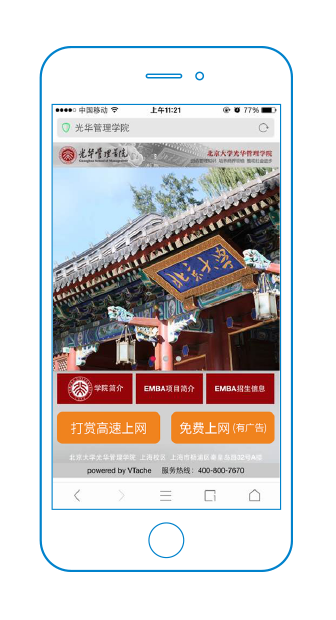 中国移动 上午11:21 77%
光华管理学院
光华管理学院 北京大学光华管理学院
Guanghua School of Management
北京大学
学院简介 EMBA项目简介 EMBA招生信息
打赏高速上网 免费上网 (有广告)
北京大学光华管理学院 上海校区
powered by VTache 服务热线：400-800-7670